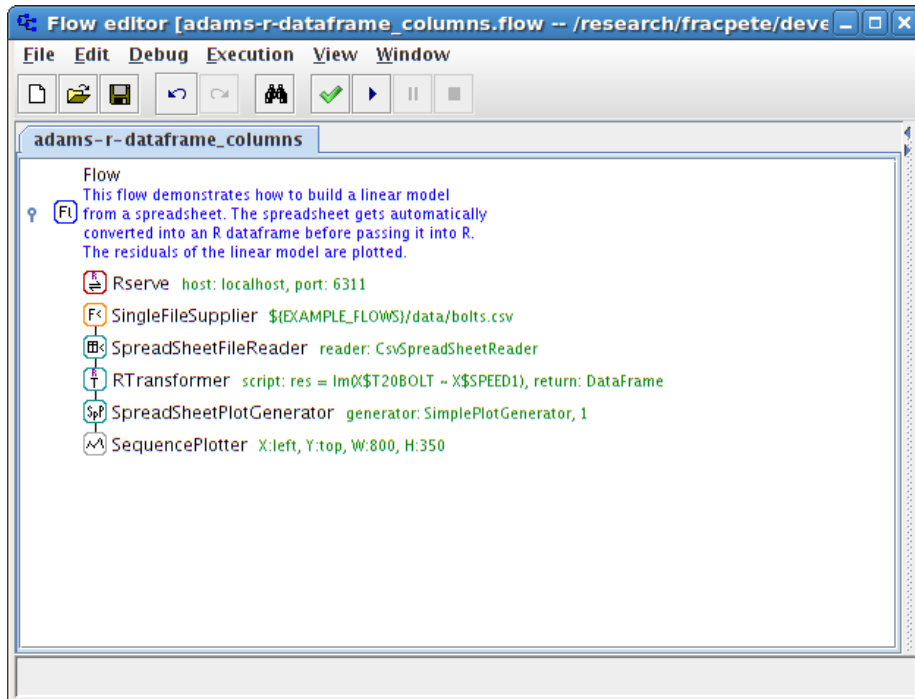 Flow editor [adams-r-dataframe_columns.flow -- /research/fracpete/deve
File Edit Debug Execution View Window
adams-r-dataframe_columns
Flow
This flow demonstrates how to build a linear model
from a spreadsheet. The spreadsheet gets automatically
converted into an R dataframe before passing it into R.
The residuals of the linear model are plotted.
Rserve host: localhost, port: 6311
SingleFileSupplier ${EXAMPLE_FLOWS}/data/bolts.csv
SpreadSheetFileReader reader: CsvSpreadSheetReader
RTransformer script: res = lm(X$T20BOLT ~ X$SPEED1), return: DataFrame
SpreadSheetPlotGenerator generator: SimplePlotGenerator, 1
SequencePlotter X:left, Y:top, W:800, H:350